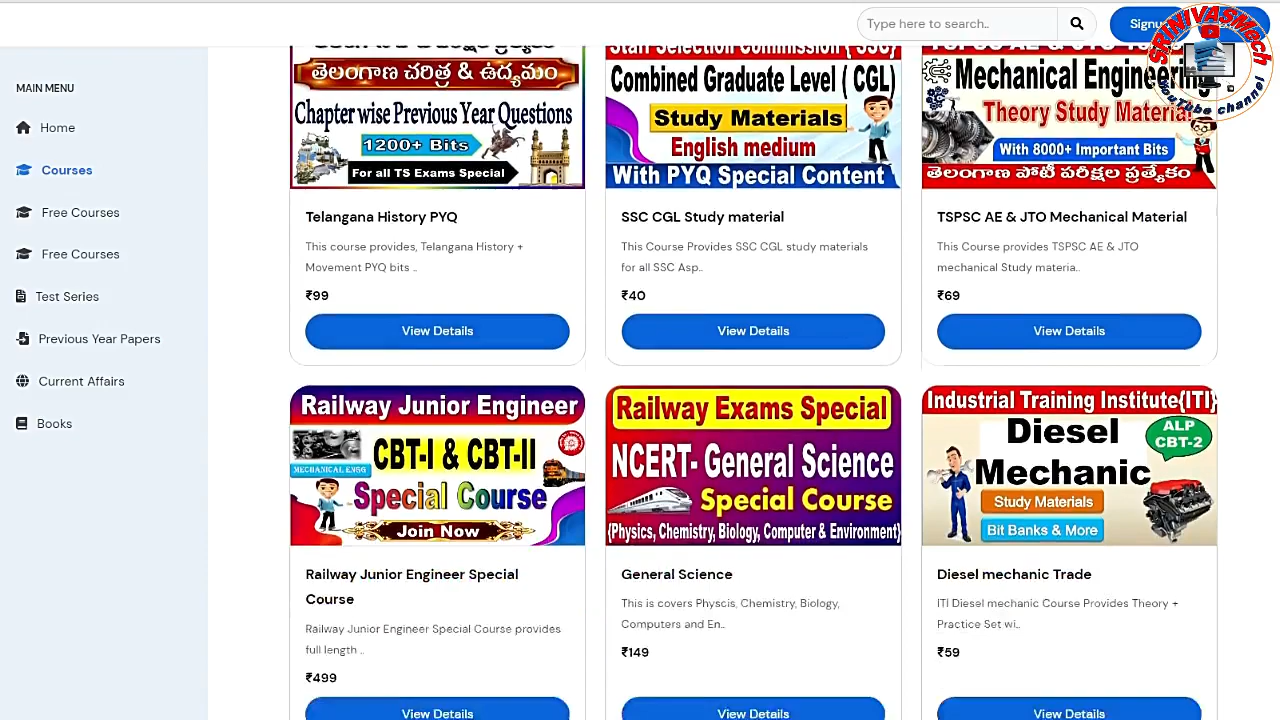 Type here to search..
SRINIVASMech
YouTube channel
MAIN MENU
Home
Courses
Free Courses
Free Courses
Test Series
Previous Year Papers
Current Affairs
Books
తెలంగాణ చరిత్ర & ఉద్యమం
Chapter wise Previous Year Questions
1200+ Bits
For all TS Exams Special
Telangana History PYQ
This course provides, Telangana History +
Movement PYQ bits ..
₹99
View Details
Staff Selection Commission ( SSC)
Combined Graduate Level ( CGL)
Study Materials
English medium
With PYQ Special Content
SSC CGL Study material
This Course Provides SSC CGL study materials
for all SSC Asp..
₹40
View Details
Mechanical Engineering
Theory Study Material
With 8000+ Important Bits
తెలంగాణ పోటీ పరీక్షల ప్రత్యేకం
TSPSC AE & JTO Mechanical Material
This Course provides TSPSC AE & JTO
mechanical Study materia..
₹69
View Details
Railway Junior Engineer
MECHANICAL ENGG
CBT-I & CBT-II
Special Course
Join Now
Railway Junior Engineer Special
Course
Railway Junior Engineer Special Course provides
full length ..
₹499
View Details
Railway Exams Special
NCERT- General Science
Special Course
{Physics, Chemistry, Biology, Computer & Environment}
General Science
This is covers Physcis, Chemistry, Biology,
Computers and En..
₹149
View Details
Industrial Training Institute{ITI}
Diesel
Mechanic
ALP
CBT-2
Study Materials
Bit Banks & More
Diesel mechanic Trade
ITI Diesel mechanic Course Provides Theory +
Practice Set wi..
₹59
View Details